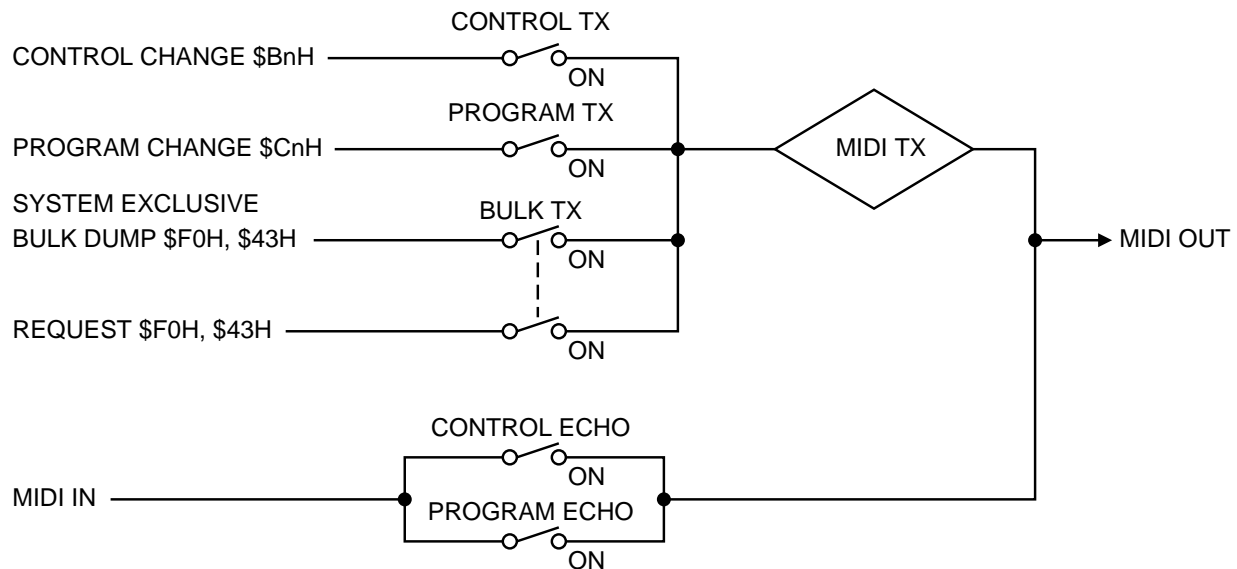 CONTROL TX
CONTROL CHANGE $BnH
ON
PROGRAM TX
PROGRAM CHANGE $CnH
ON
MIDI TX
SYSTEM EXCLUSIVE
BULK DUMP $F0H, $43H
BULK TX
ON
MIDI OUT
REQUEST $F0H, $43H
ON
CONTROL ECHO
ON
MIDI IN
PROGRAM ECHO
ON